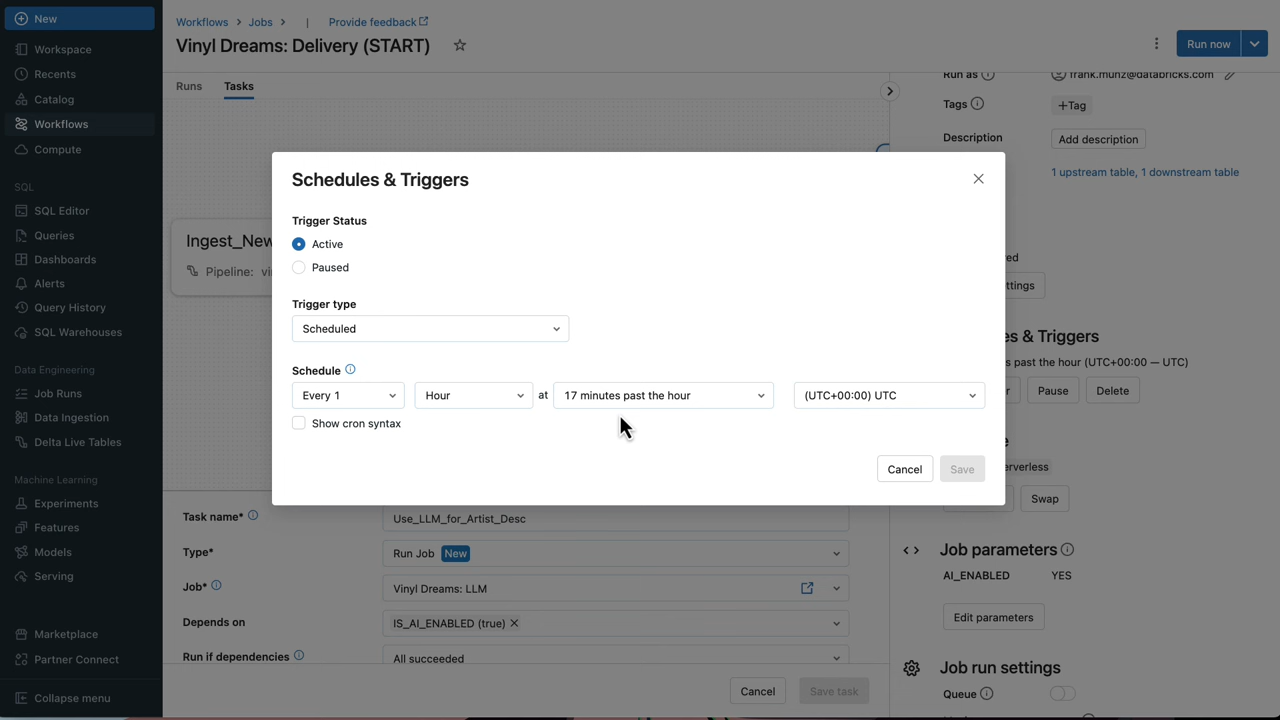 New
Workspace
Recents
Catalog
Workflows
Compute
SQL
SQL Editor
Queries
Dashboards
Alerts
Query History
SQL Warehouses
Data Engineering
Job Runs
Data Ingestion
Delta Live Tables
Machine Learning
Experiments
Features
Models
Serving
Marketplace
Partner Connect
Collapse menu
Workflows > Jobs > | Provide feedback
Vinyl Dreams: Delivery (START)
Run now
Runs Tasks
Run as frank.munz@databricks.com
Tags +Tag
Description Add description
1 upstream table, 1 downstream table
Ingest_New
Pipeline: vi
Schedules & Triggers
Trigger Status
Active
Paused
Trigger type
Scheduled
Schedule
Every 1 Hour at 17 minutes past the hour (UTC+00:00) UTC
Show cron syntax
Cancel Save
ed
ttings
s & Triggers
s past the hour (UTC+00:00 — UTC)
r Pause Delete
e
erverless
Swap
Task name* Use_LLM_for_Artist_Desc
Type* Run Job New
Job* Vinyl Dreams: LLM
Depends on IS_AI_ENABLED (true)
Run if dependencies All succeeded
Cancel Save task
Job parameters
AI_ENABLED YES
Edit parameters
Job run settings
Queue